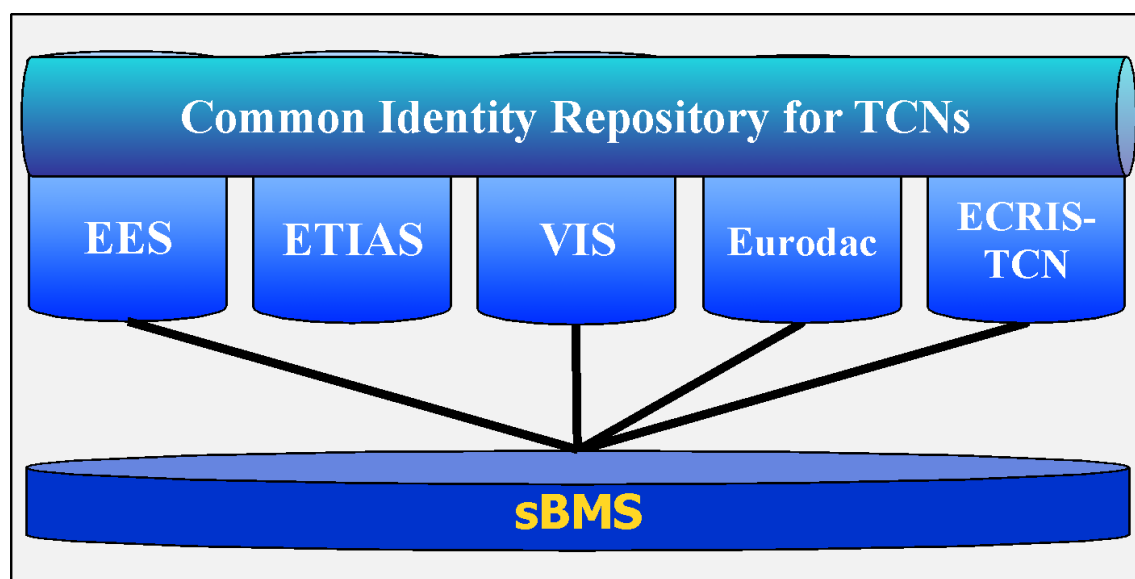 Common Identity Repository for TCNs
EES
ETIAS
VIS
Eurodac
ECRIS-
TCN
sBMS